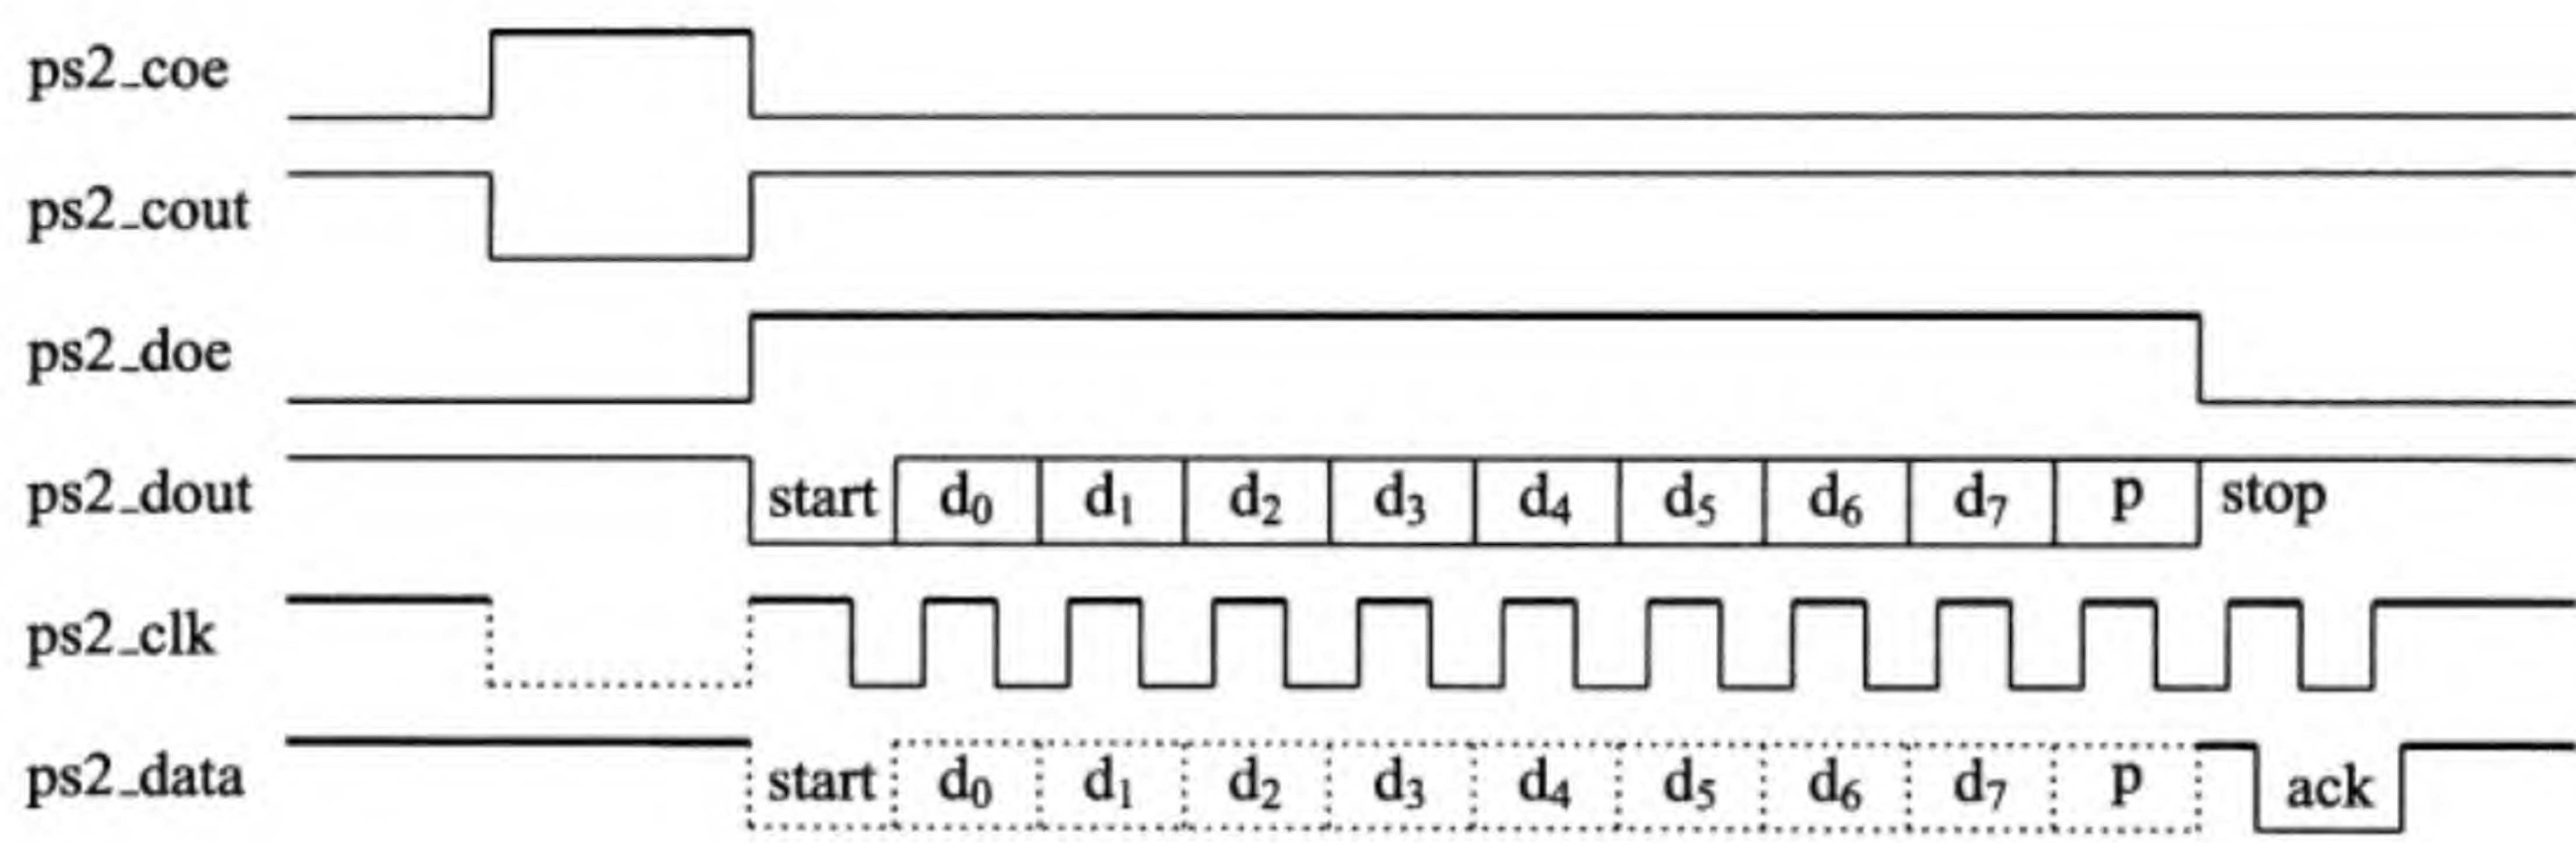 ps2_coe
ps2_cout
ps2_doe
ps2_dout start d₀ d₁ d₂ d₃ d₄ d₅ d₆ d₇ p stop
ps2_clk
ps2_data start d₀ d₁ d₂ d₃ d₄ d₅ d₆ d₇ p ack